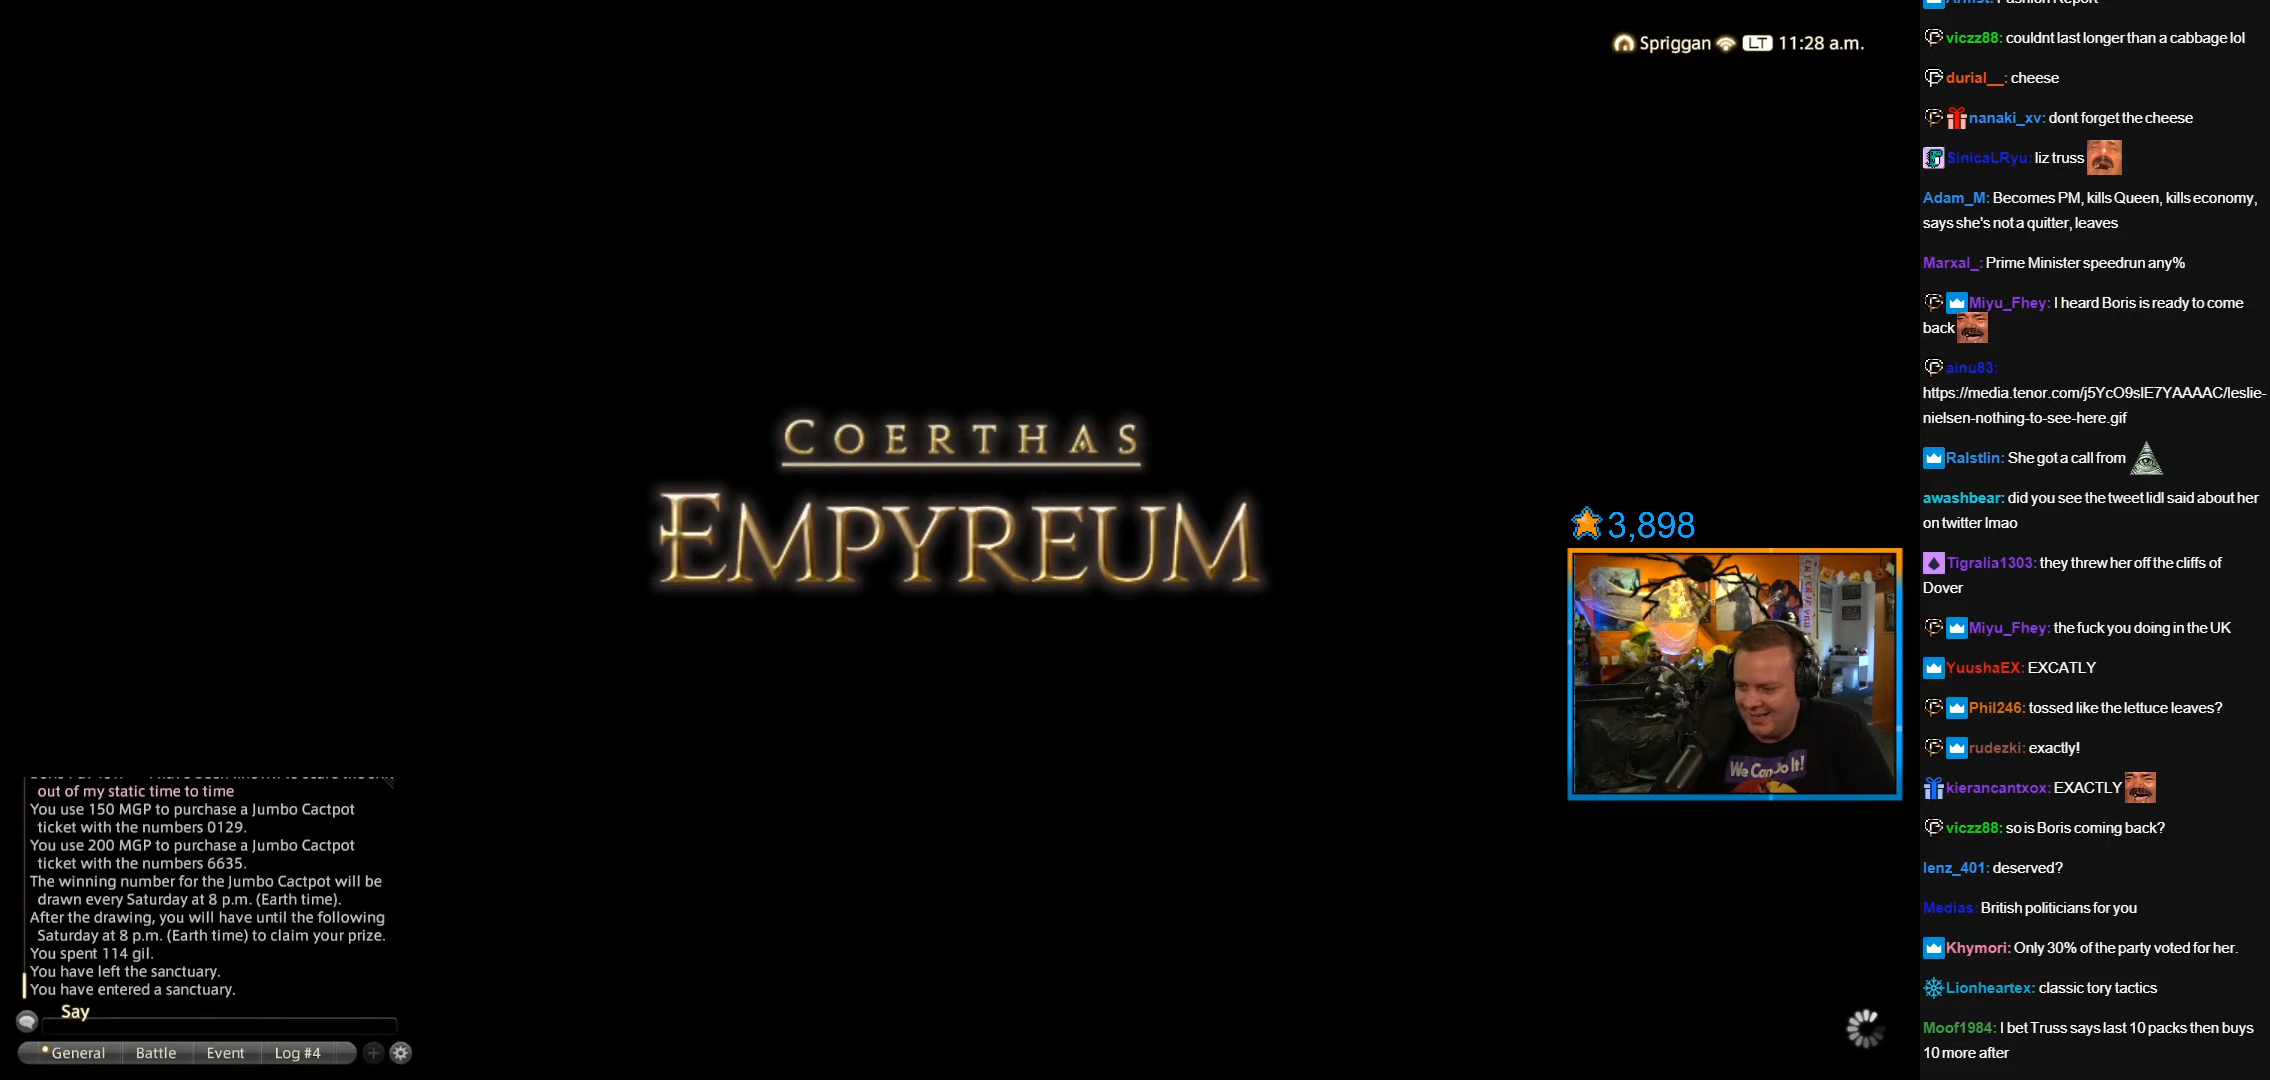 Spriggan LT 11:28 a.m.
COERTHAS
EMPYREUM
3,898
We Can Do It!
out of my static time to time
You use 150 MGP to purchase a Jumbo Cactpot
ticket with the numbers 0129.
You use 200 MGP to purchase a Jumbo Cactpot
ticket with the numbers 6635.
The winning number for the Jumbo Cactpot will be
drawn every Saturday at 8 p.m. (Earth time).
After the drawing, you will have until the following
Saturday at 8 p.m. (Earth time) to claim your prize.
You spent 114 gil.
You have left the sanctuary.
You have entered a sanctuary.
Say
General Battle Event Log #4
viczz88: couldnt last longer than a cabbage lol
durial__: cheese
nanaki_xv: dont forget the cheese
SinicaLRyu: liz truss
Adam_M: Becomes PM, kills Queen, kills economy,
says she's not a quitter, leaves
Marxal_: Prime Minister speedrun any%
Miyu_Fhey: I heard Boris is ready to come
back
ainu83:
https://media.tenor.com/j5YcO9slE7YAAAAC/leslie-
nielsen-nothing-to-see-here.gif
Ralstlin: She got a call from
awashbear: did you see the tweet lidl said about her
on twitter lmao
Tigralia1303: they threw her off the cliffs of
Dover
Miyu_Fhey: the fuck you doing in the UK
YuushaEX: EXCATLY
Phil246: tossed like the lettuce leaves?
rudezki: exactly!
kierancantxox: EXACTLY
viczz88: so is Boris coming back?
lenz_401: deserved?
Medias: British politicians for you
Khymori: Only 30% of the party voted for her.
Lionheartex: classic tory tactics
Moof1984: I bet Truss says last 10 packs then buys
10 more after